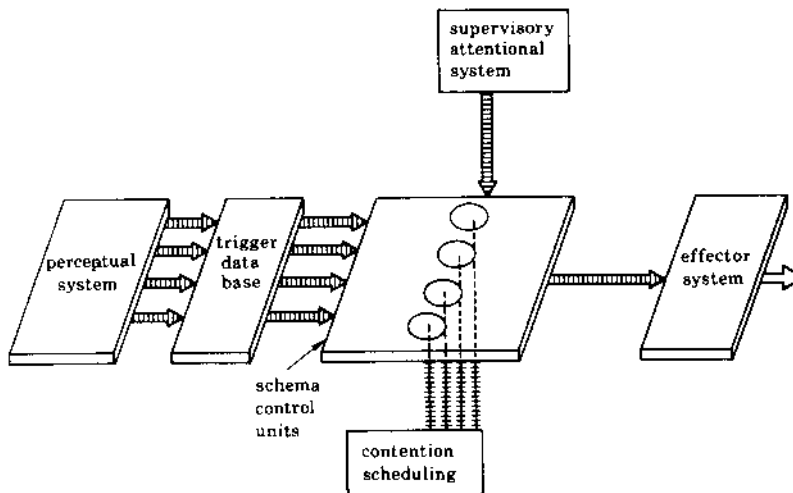 supervisory
attentional
system
perceptual
system
trigger
data
base
effector
system
schema
control
units
contention
scheduling